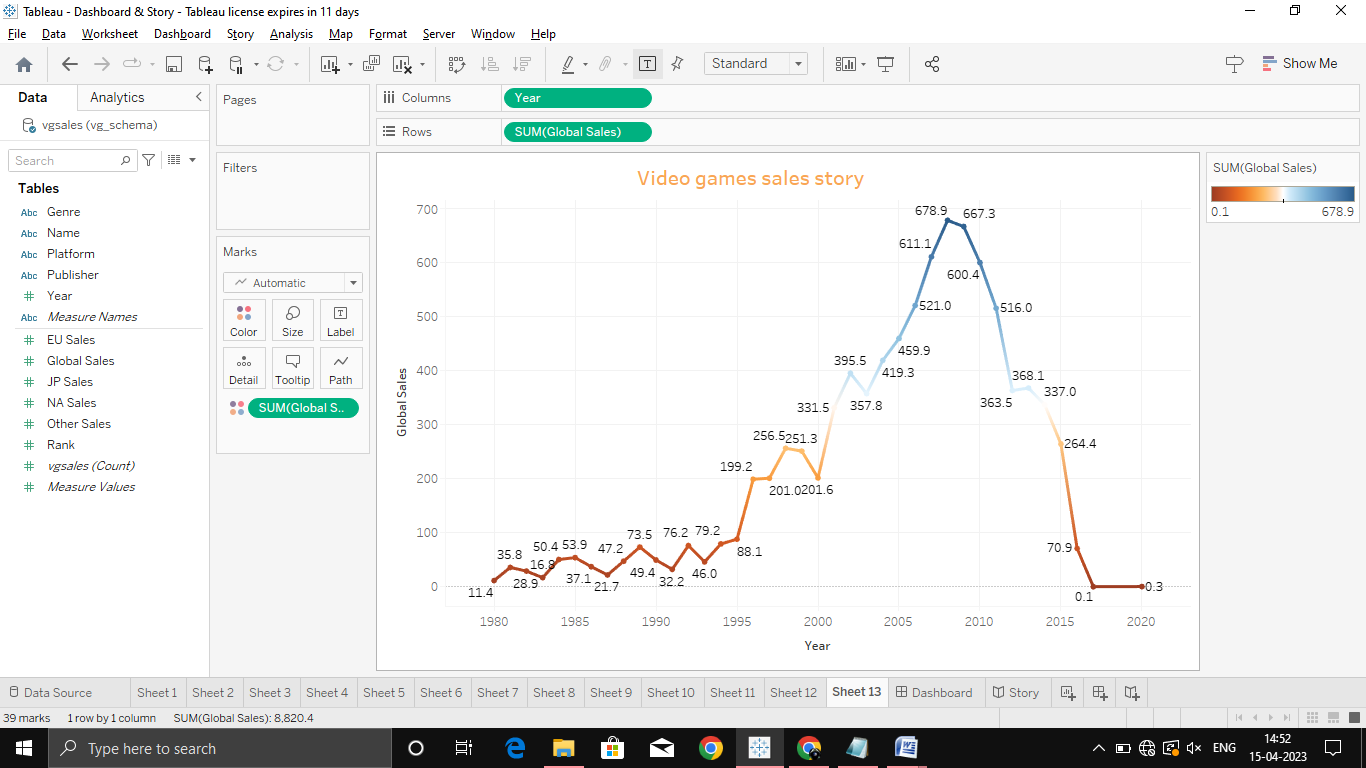 Tableau - Dashboard & Story - Tableau license expires in 11 days
File Data Worksheet Dashboard Story Analysis Map Format Server Window Help
Standard
Show Me
Data Analytics
vgsales (vg_schema)
Search
Tables
Abc Genre
Abc Name
Abc Platform
Abc Publisher
Year
Abc Measure Names
EU Sales
Global Sales
JP Sales
NA Sales
Other Sales
Rank
vgsales (Count)
Measure Values
Pages
Filters
Marks
Automatic
Color Size Label
Detail Tooltip Path
SUM(Global S..
Columns Year
Rows SUM(Global Sales)
Video games sales story
Global Sales
700
600
500
400
300
200
100
0
11.4
35.8
28.9
16.8
50.4
53.9
37.1
21.7
47.2
73.5
49.4
32.2
76.2
46.0
79.2
88.1
199.2
201.0
256.5
251.3
201.6
331.5
395.5
357.8
419.3
459.9
521.0
611.1
678.9
667.3
600.4
516.0
363.5
368.1
337.0
264.4
70.9
0.1
0.3
1980 1985 1990 1995 2000 2005 2010 2015 2020
Year
SUM(Global Sales)
0.1 678.9
Data Source Sheet 1 Sheet 2 Sheet 3 Sheet 4 Sheet 5 Sheet 6 Sheet 7 Sheet 8 Sheet 9 Sheet 10 Sheet 11 Sheet 12 Sheet 13 Dashboard Story
39 marks 1 row by 1 column SUM(Global Sales): 8,820.4
Type here to search
ENG
14:52
15-04-2023